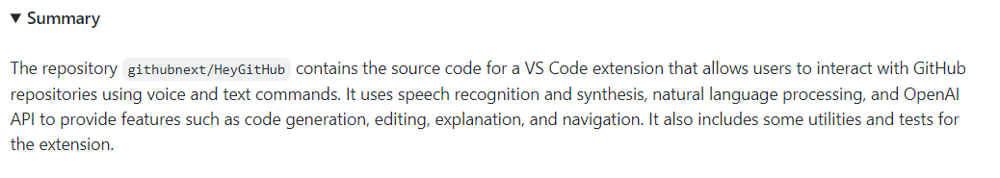 ▼ Summary
The repository githubnext/HeyGitHub contains the source code for a VS Code extension that allows users to interact with GitHub
repositories using voice and text commands. It uses speech recognition and synthesis, natural language processing, and OpenAI
API to provide features such as code generation, editing, explanation, and navigation. It also includes some utilities and tests for
the extension.